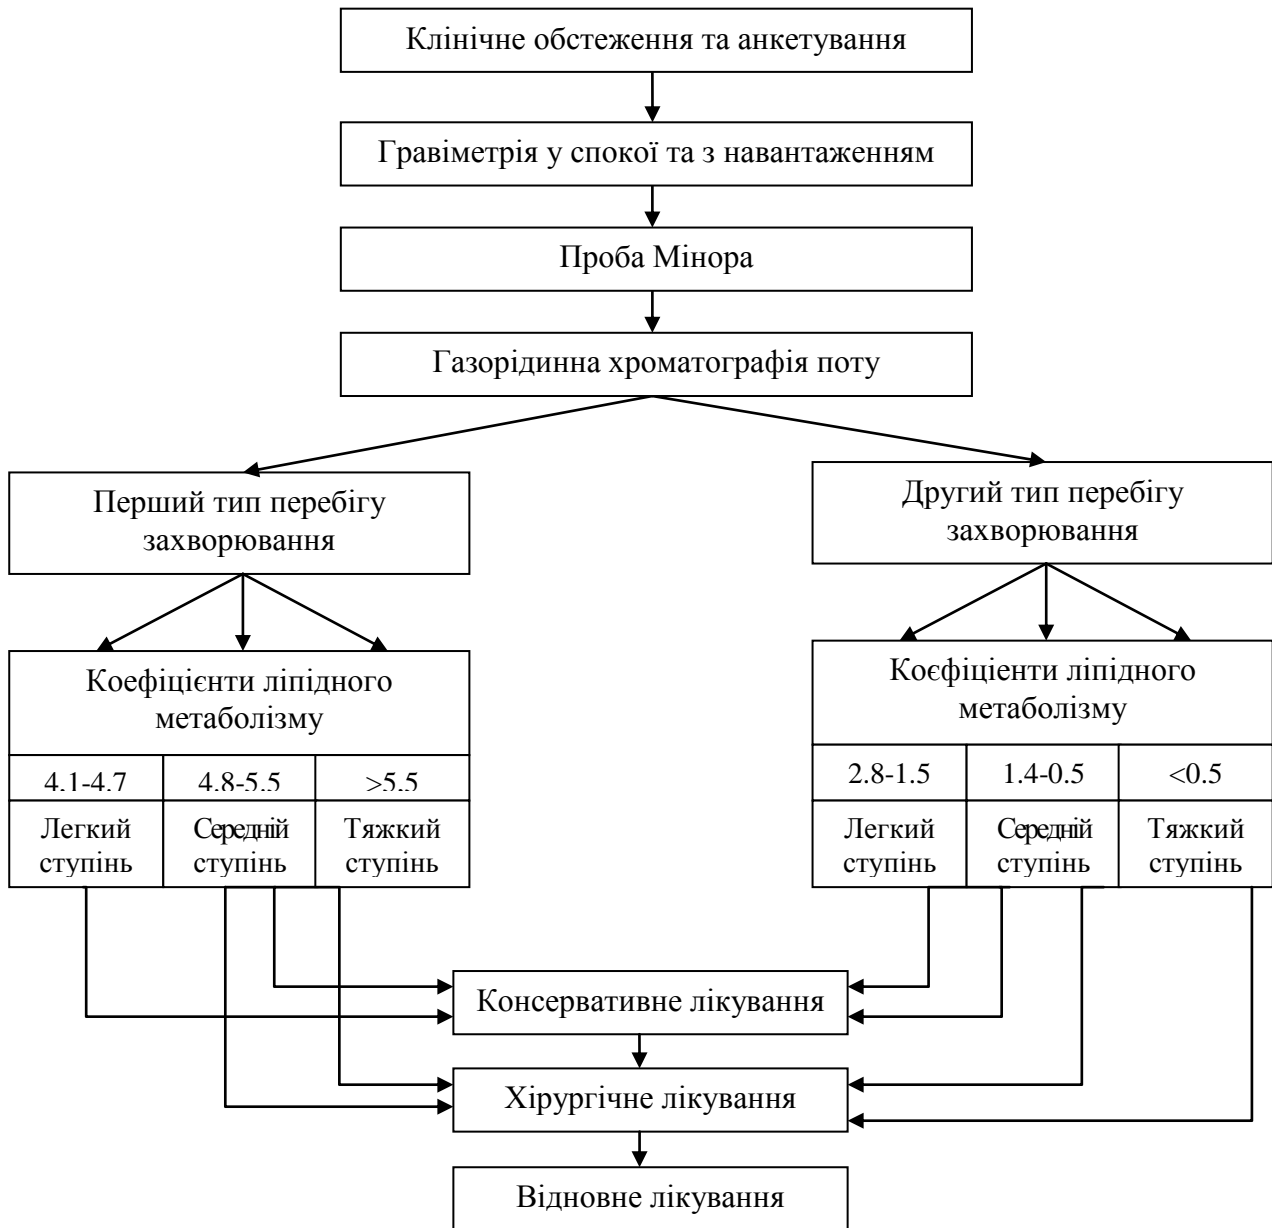 Клінічне обстеження та анкетування
Гравіметрія у спокої та з навантаженням
Проба Мінора
Газорідинна хроматографія поту
Перший тип перебігу
захворювання
Другий тип перебігу
захворювання
Коефіцієнти ліпідного
метаболізму
4.1-4.7
4.8-5.5
>5.5
Легкий
ступінь
Середній
ступінь
Тяжкий
ступінь
Коєфіціенти ліпідного
метаболізму
2.8-1.5
1.4-0.5
<0.5
Легкий
ступінь
Середній
ступінь
Тяжкий
ступінь
Консервативне лікування
Хірургічне лікування
Відновне лікування